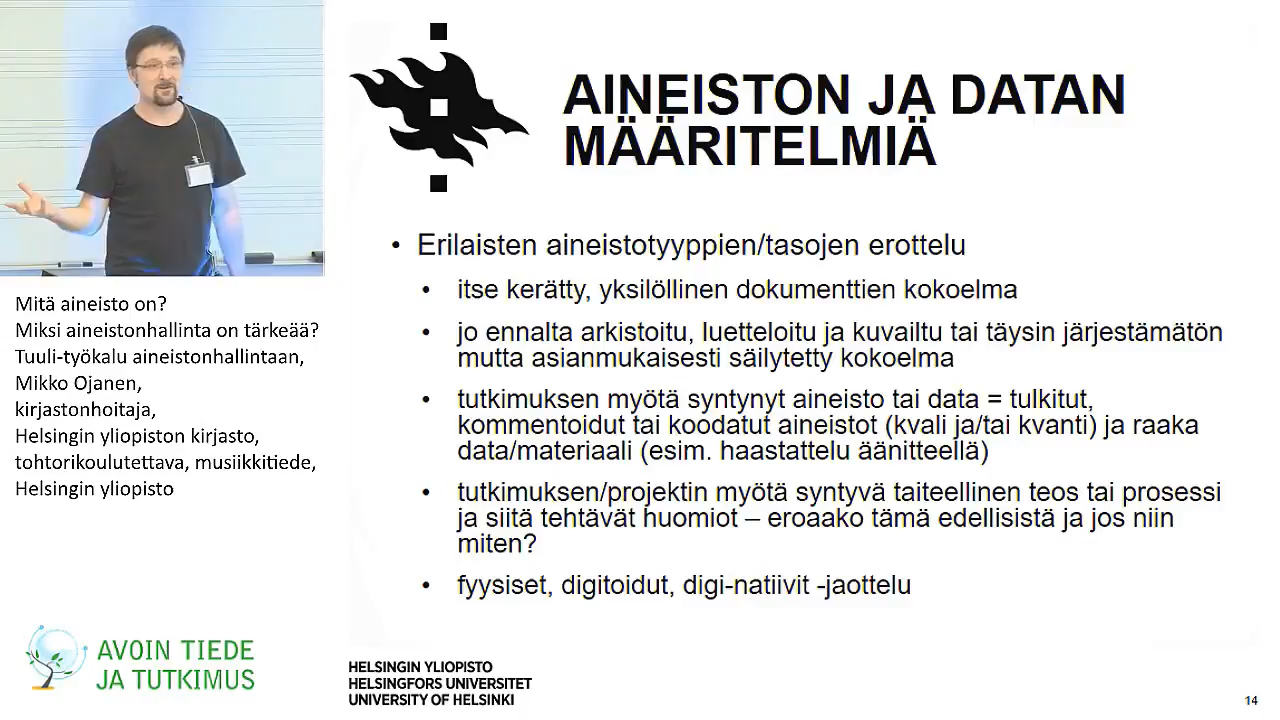 AINEISTON JA DATAN
MÄÄRITELMIÄ
• Erilaisten aineistotyyppien/tasojen erottelu
• itse kerätty, yksilöllinen dokumenttien kokoelma
• jo ennalta arkistoitu, luetteloitu ja kuvailtu tai täysin järjestämätön
mutta asianmukaisesti säilytetty kokoelma
• tutkimuksen myötä syntynyt aineisto tai data = tulkitut,
kommentoidut tai koodatut aineistot (kvali ja/tai kvanti) ja raaka
data/materiaali (esim. haastattelu äänitteellä)
• tutkimuksen/projektin myötä syntyvä taiteellinen teos tai prosessi
ja siitä tehtävät huomiot – eroaako tämä edellisistä ja jos niin
miten?
• fyysiset, digitoidut, digi-natiivit -jaottelu
Mitä aineisto on?
Miksi aineistonhallinta on tärkeää?
Tuuli-työkalu aineistonhallintaan,
Mikko Ojanen,
kirjastonhoitaja,
Helsingin yliopiston kirjasto,
tohtorikoulutettava, musiikkitiede,
Helsingin yliopisto
AVOIN TIEDE
JA TUTKIMUS
HELSINGIN YLIOPISTO
HELSINGFORS UNIVERSITET
UNIVERSITY OF HELSINKI
14